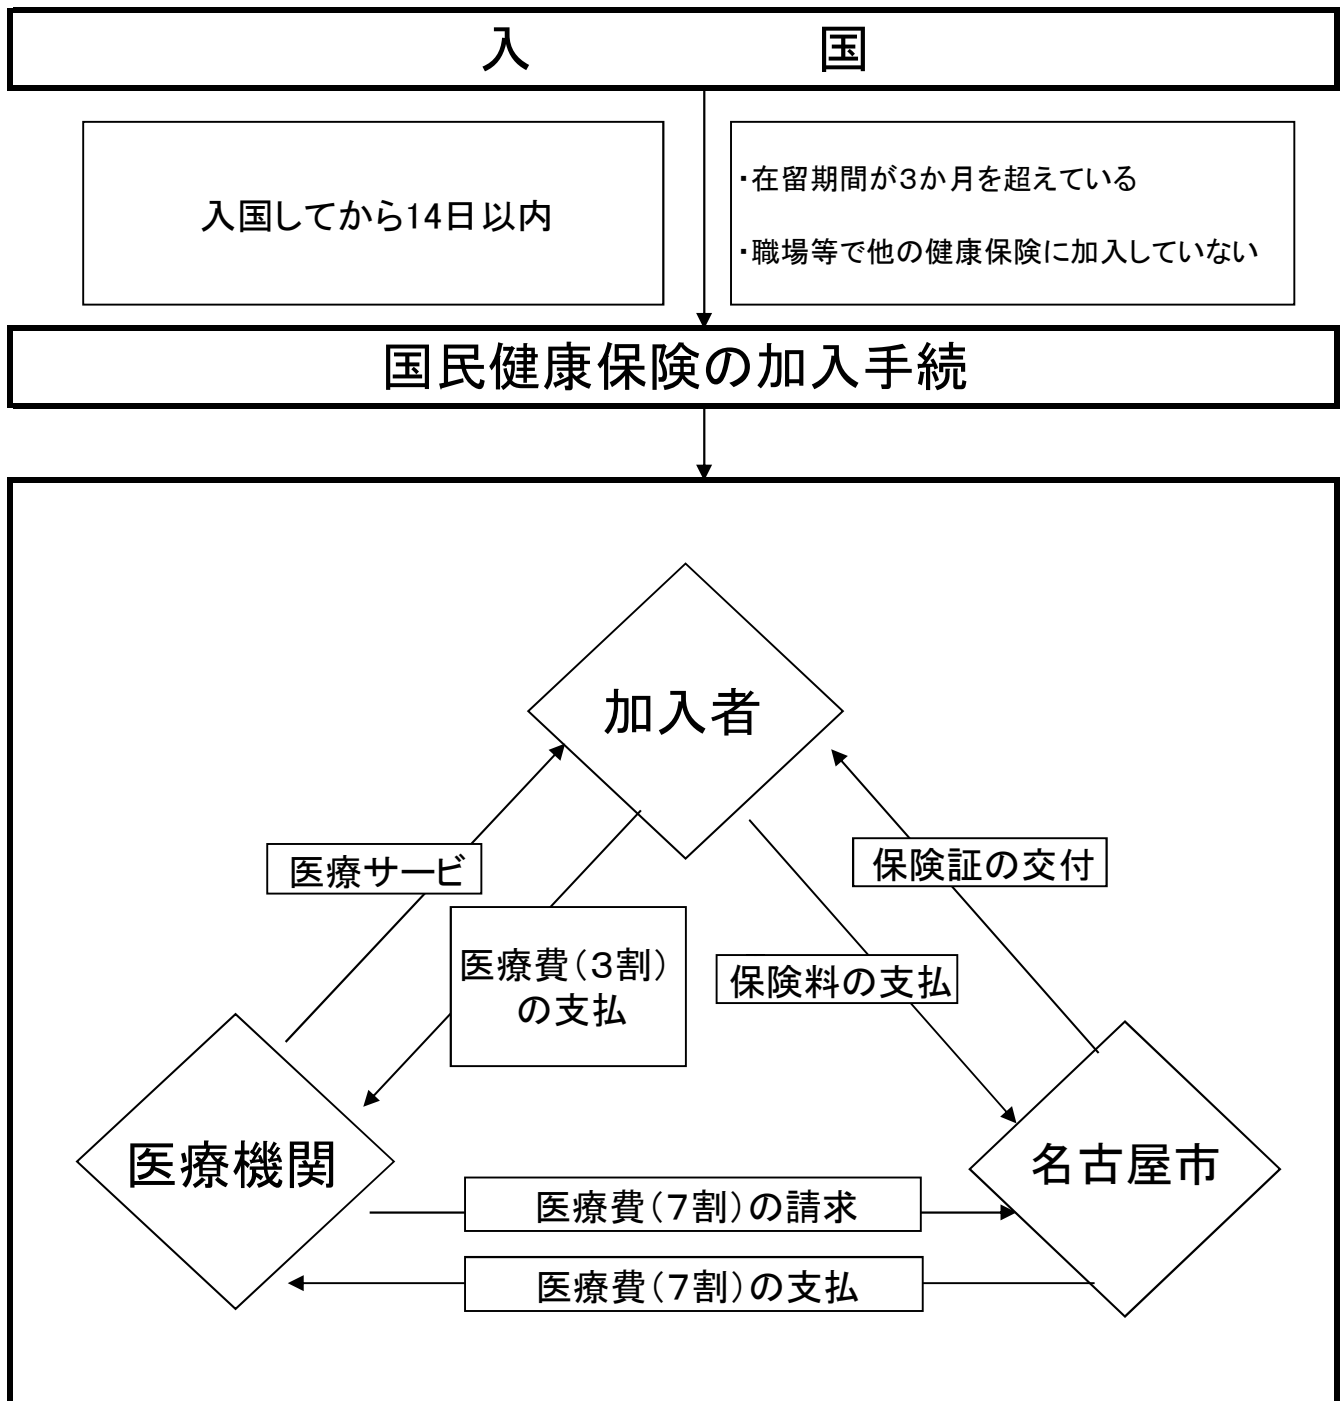 入　国
入国してから14日以内
・在留期間が3か月を超えている
・職場等で他の健康保険に加入していない
国民健康保険の加入手続
加入者
医療サービ
保険証の交付
医療費(3割)
の支払
保険料の支払
医療機関
名古屋市
医療費(7割)の請求
医療費(7割)の支払